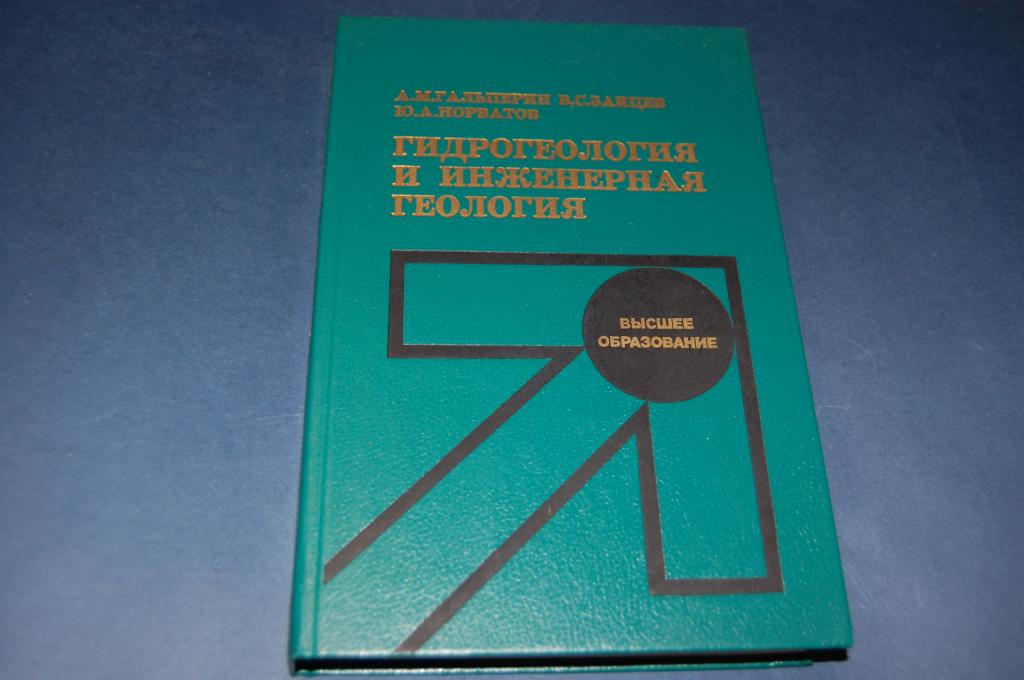 А.М.ГАЛЬПЕРИН В.С.ЗАЙЦЕВ
Ю.А.НОРВАТОВ
ГИДРОГЕОЛОГИЯ
И ИНЖЕНЕРНАЯ
ГЕОЛОГИЯ
ВЫСШЕЕ
ОБРАЗОВАНИЕ